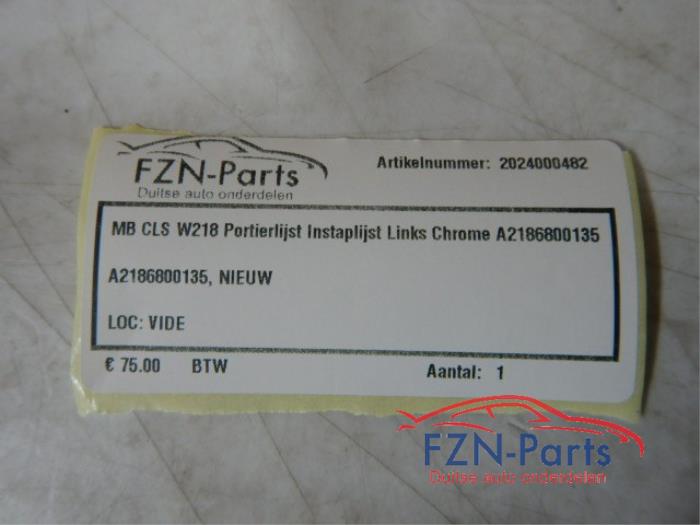 FZN-Parts
Duitse auto onderdelen
Artikelnummer: 2024000482
MB CLS W218 Portierlijst Instaplijst Links Chrome A2186800135
A2186800135, NIEUW
LOC: VIDE
€ 75.00 BTW
Aantal: 1
FZN-Parts
Duitse auto onderdelen